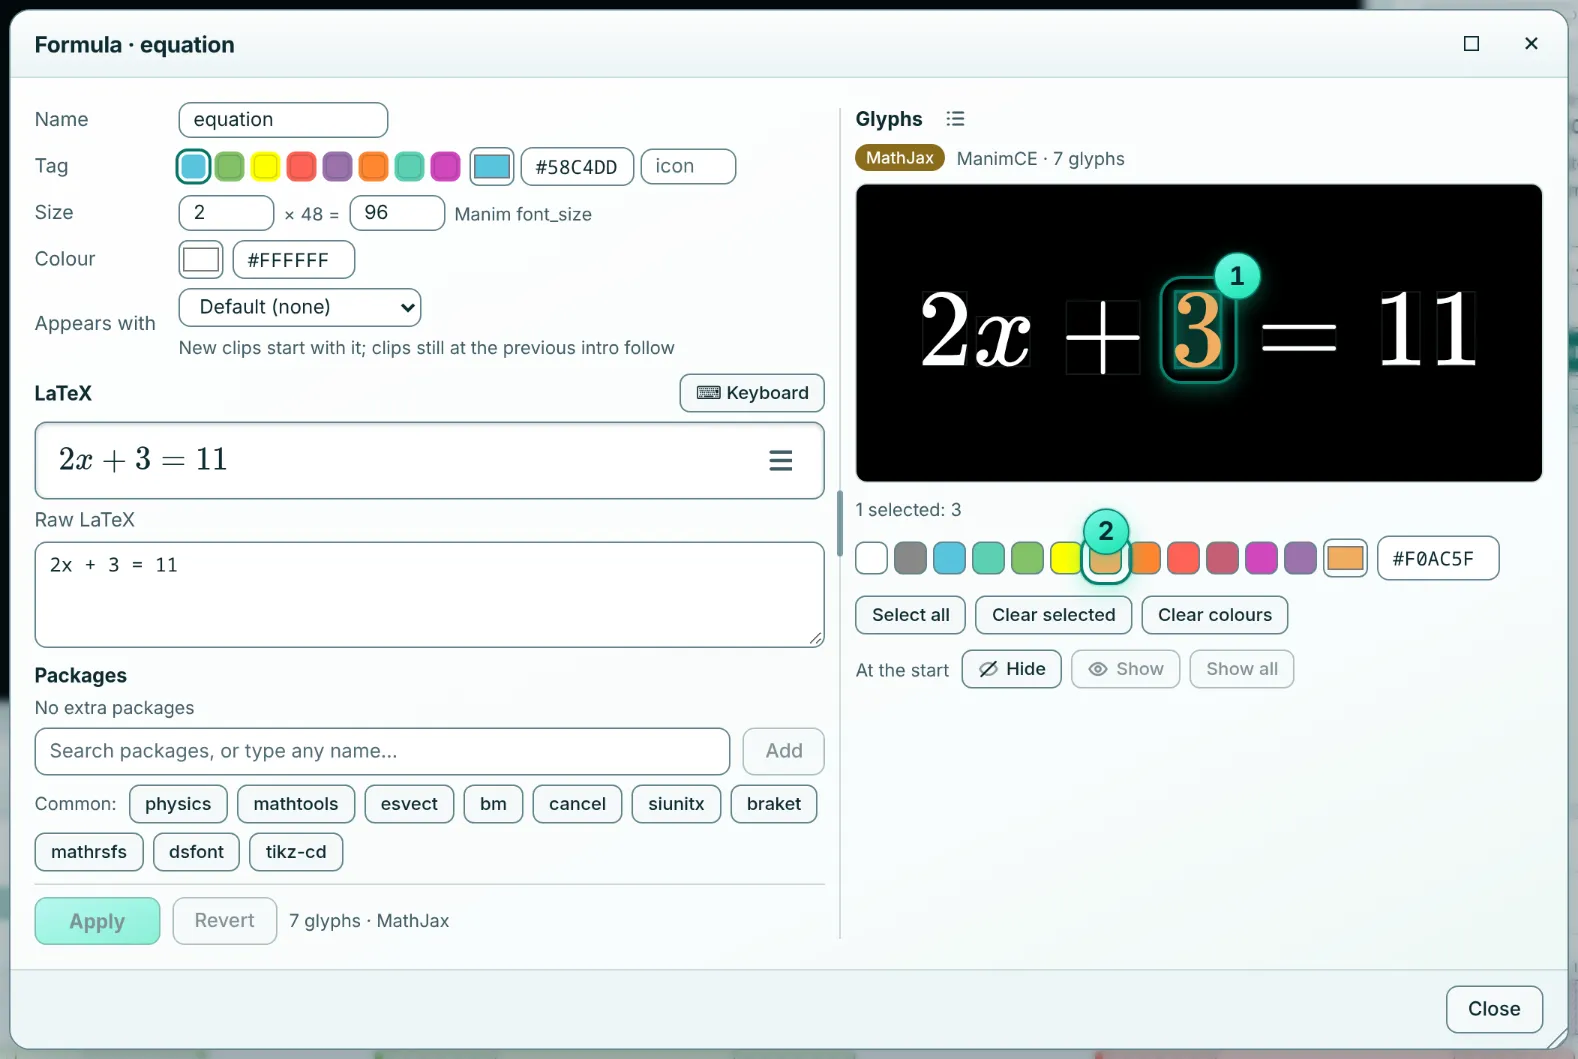 Formula · equation
Name
equation
Tag
#58C4DD
icon
Size
2
× 48 =
96
Manim font_size
Colour
#FFFFFF
Appears with
Default (none)
New clips start with it; clips still at the previous intro follow
LaTeX
Keyboard
2x + 3 = 11
Raw LaTeX
2x + 3 = 11
Packages
No extra packages
Search packages, or type any name...
Add
Common:
physics
mathtools
esvect
bm
cancel
siunitx
braket
mathrsfs
dsfont
tikz-cd
Apply
Revert
7 glyphs · MathJax
Glyphs
MathJax
ManimCE · 7 glyphs
1
2x + 3 = 11
1 selected: 3
2
#F0AC5F
Select all
Clear selected
Clear colours
At the start
Hide
Show
Show all
Close